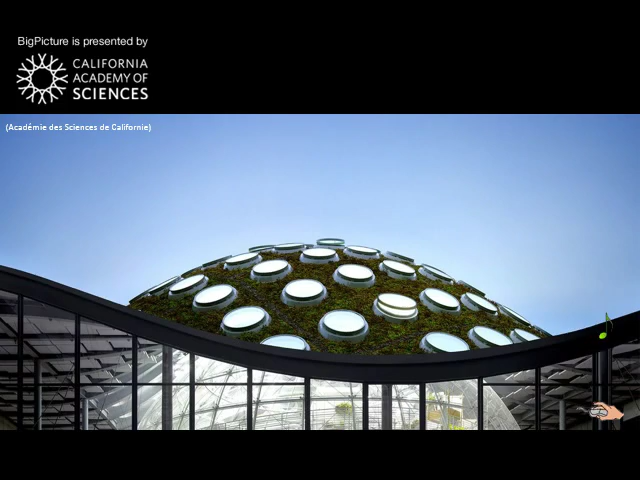 BigPicture is presented by
CALIFORNIA
ACADEMY OF
SCIENCES
(Académie des Sciences de Californie)